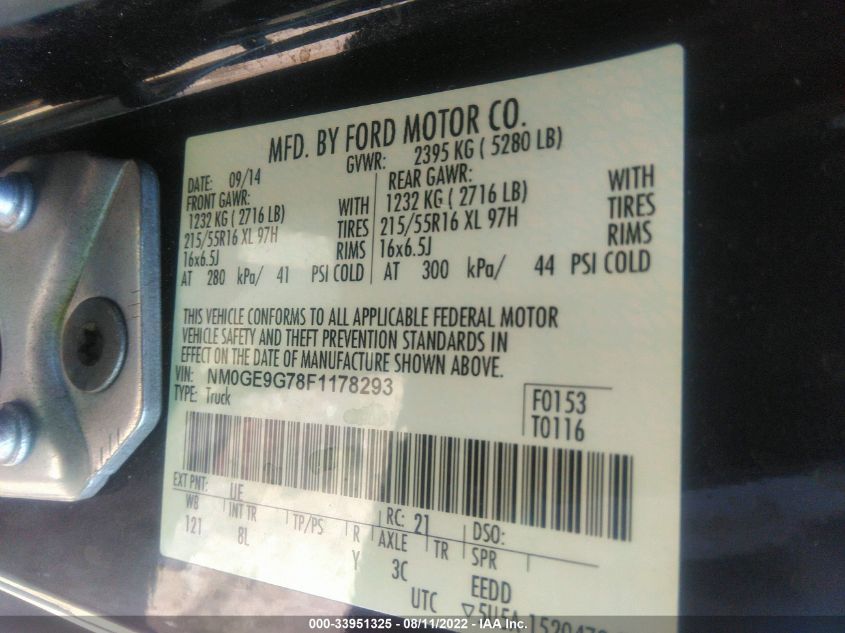 MFD. BY FORD MOTOR CO.
DATE: 09/14 GVWR: 2395 KG ( 5280 LB)
FRONT GAWR: REAR GAWR:
1232 KG ( 2716 LB) WITH 1232 KG ( 2716 LB) WITH
215/55R16 XL 97H TIRES 215/55R16 XL 97H TIRES
16x6.5J RIMS 16x6.5J RIMS
AT 280 kPa/ 41 PSI COLD AT 300 kPa/ 44 PSI COLD
THIS VEHICLE CONFORMS TO ALL APPLICABLE FEDERAL MOTOR
VEHICLE SAFETY AND THEFT PREVENTION STANDARDS IN
EFFECT ON THE DATE OF MANUFACTURE SHOWN ABOVE.
VIN: NM0GE9G78F1178293
TYPE: Truck
F0153
T0116
EXT PNT: UE RC: 21 DSO:
WB INT TR TP/PS R AXLE TR SPR
121 8L Y 3C EEDD
UTC
000-33951325 - 08/11/2022 - IAA Inc.